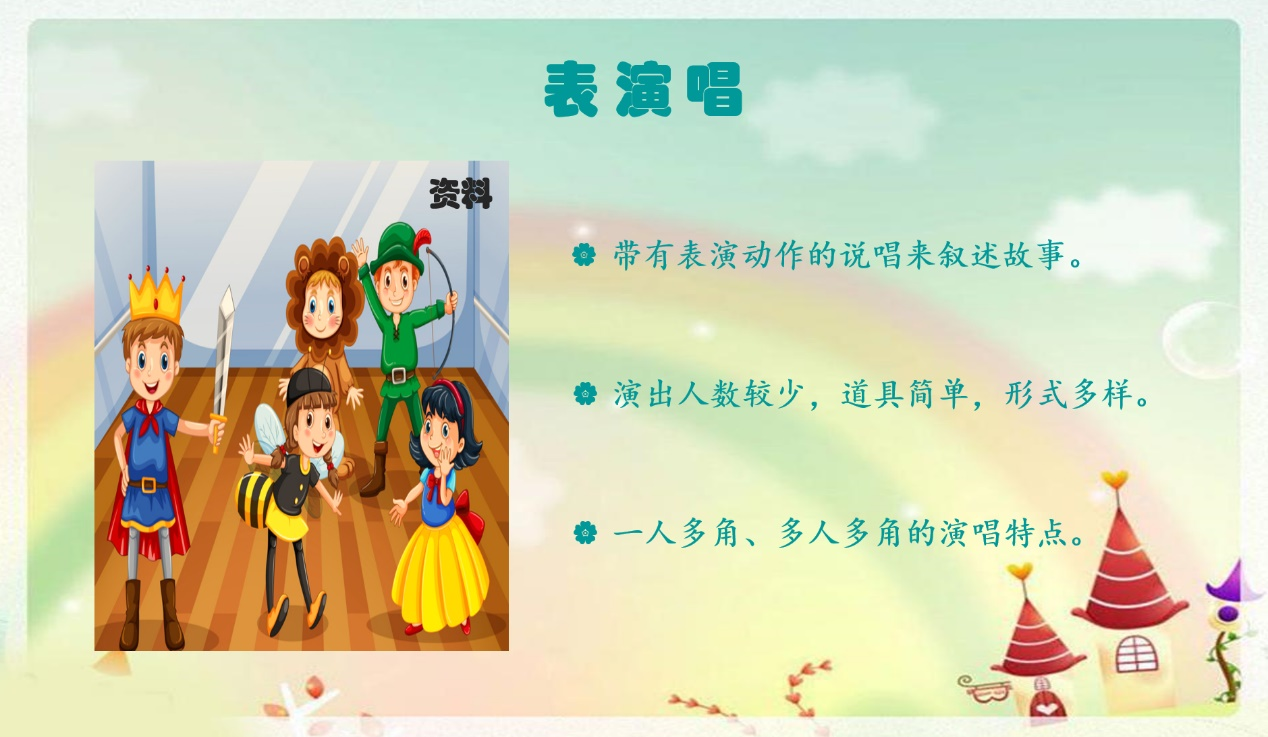 表演唱
资料
带有表演动作的说唱来叙述故事。
演出人数较少，道具简单，形式多样。
一人多角、多人多角的演唱特点。